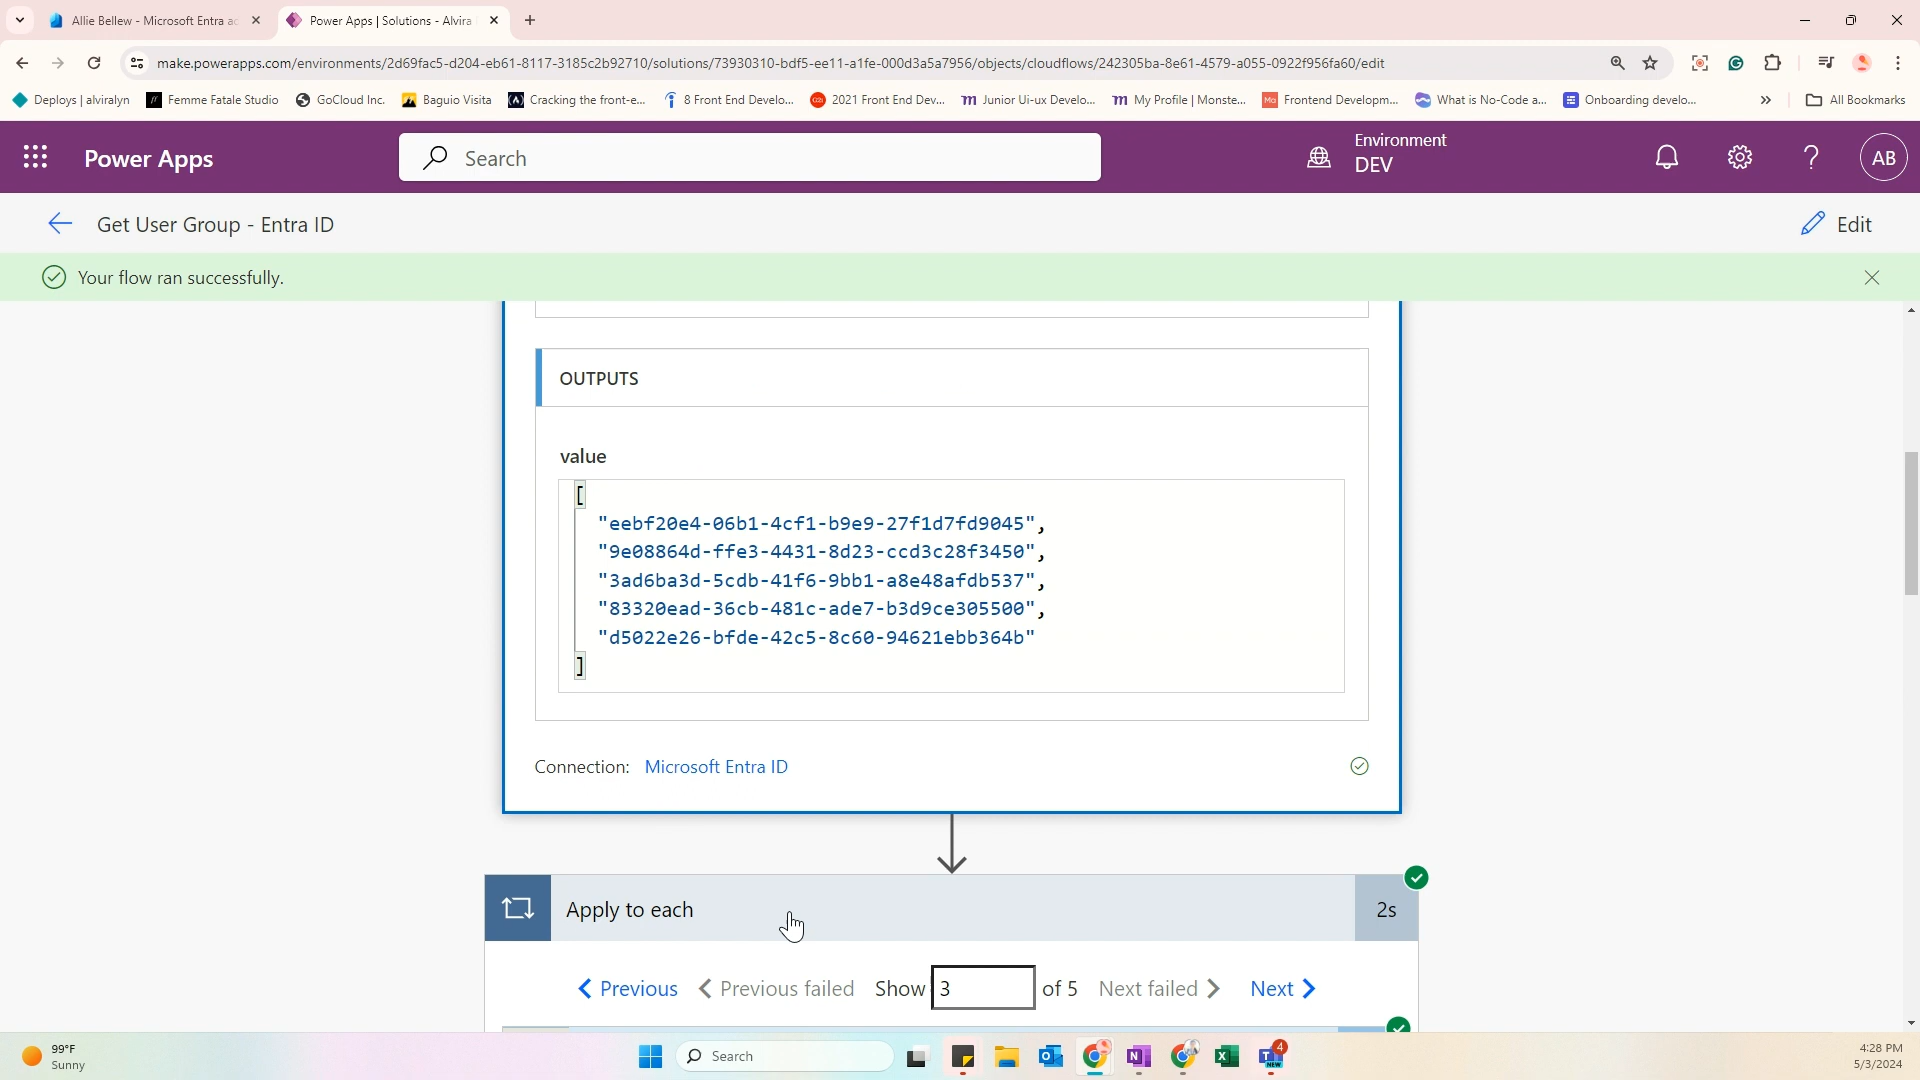 Allie Bellew - Microsoft Entra ad
Power Apps | Solutions - Alvira
make.powerapps.com/environments/2d69fac5-d204-eb61-8117-3185c2b92710/solutions/73930310-bdf5-ee11-a1fe-000d3a5a7956/objects/cloudflows/242305ba-8e61-4579-a055-0922f956fa60/edit
Deploys | alviralyn
Femme Fatale Studio
GoCloud Inc.
Baguio Visita
Cracking the front-e...
8 Front End Develo...
2021 Front End Dev...
Junior Ui-ux Develo...
My Profile | Monste...
Frontend Developm...
What is No-Code a...
Onboarding develo...
All Bookmarks
Power Apps
Search
Environment
DEV
AB
Get User Group - Entra ID
Edit
Your flow ran successfully.
OUTPUTS
value
[
"eebf20e4-06b1-4cf1-b9e9-27f1d7fd9045",
"9e08864d-ffe3-4431-8d23-ccd3c28f3450",
"3ad6ba3d-5cdb-41f6-9bb1-a8e48afdb537",
"83320ead-36cb-481c-ade7-b3d9ce305500",
"d5022e26-bfde-42c5-8c60-94621ebb364b"
]
Connection: Microsoft Entra ID
Apply to each
2s
Previous Previous failed Show 3 of 5 Next failed Next
99°F
Sunny
Search
4
NEW
4:28 PM
5/3/2024